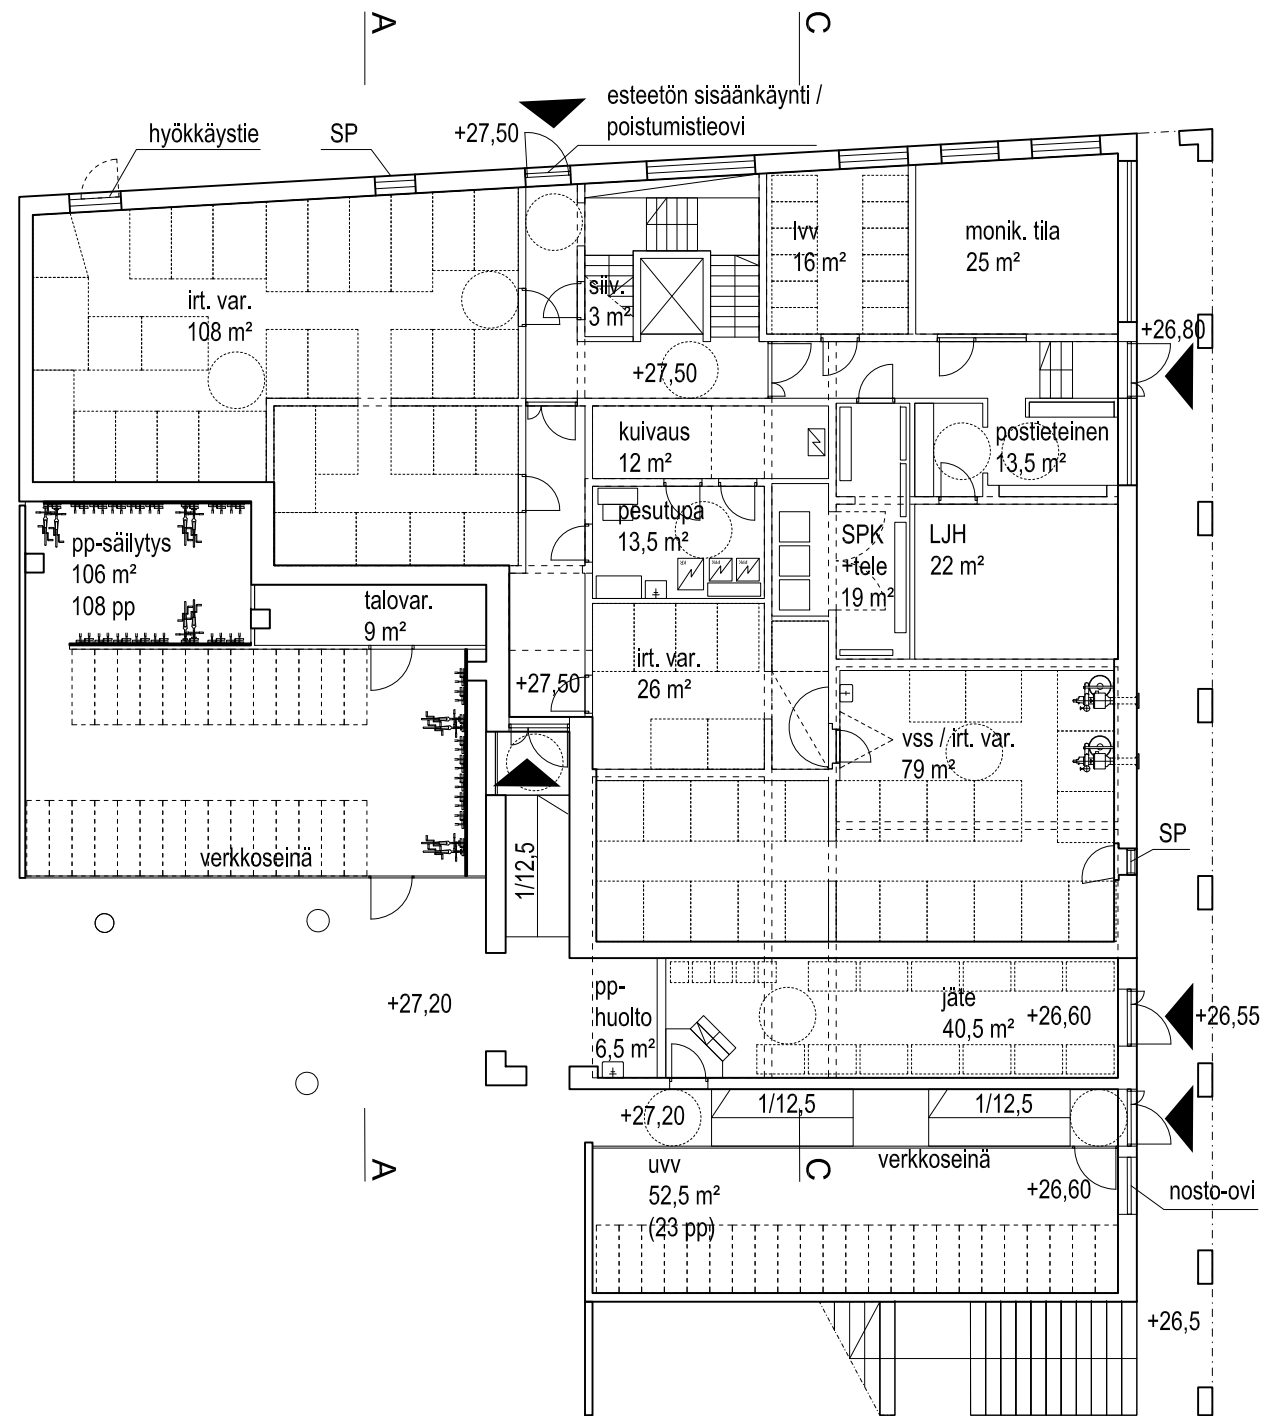 A
C
esteetön sisäänkäynti /
poistumistieovi
hyökkäystie
SP
+27,50
lvv
16 m²
monik. tila
25 m²
irt. var.
108 m²
siiv.
3 m²
+26,80
+27,50
kuivaus
12 m²
postieteinen
13,5 m²
pesutupa
13,5 m²
pp-säilytys
106 m²
108 pp
SPK
+tele
19 m²
LJH
22 m²
talovar.
9 m²
irt. var.
26 m²
+27,50
vss / irt. var.
79 m²
SP
verkkoseinä
1/12,5
+27,20
pp-
huolto
6,5 m²
jäte
40,5 m²
+26,60
+26,55
+27,20
1/12,5
1/12,5
A
C
uvv
52,5 m²
(23 pp)
verkkoseinä
+26,60
nosto-ovi
+26,5